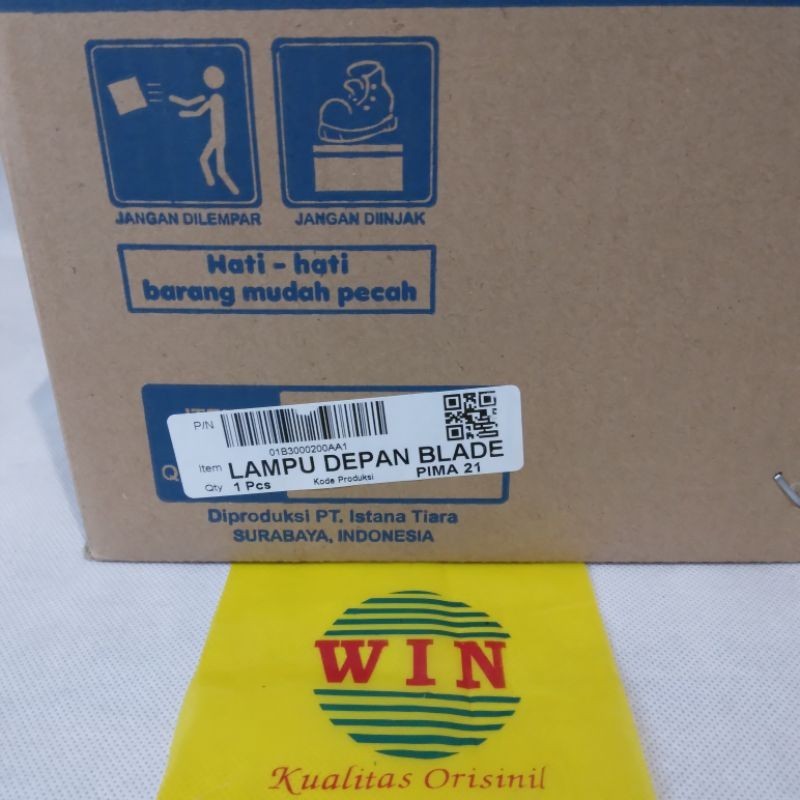 JANGAN DILEMPAR
JANGAN DIINJAK
Hati - hati
barang mudah pecah
P/N
01B3000200AA1
Item LAMPU DEPAN BLADE
Qty 1 Pcs Kode Produksi PIMA 21
Diproduksi PT. Istana Tiara
SURABAYA, INDONESIA
WIN
Kualitas Orisinil